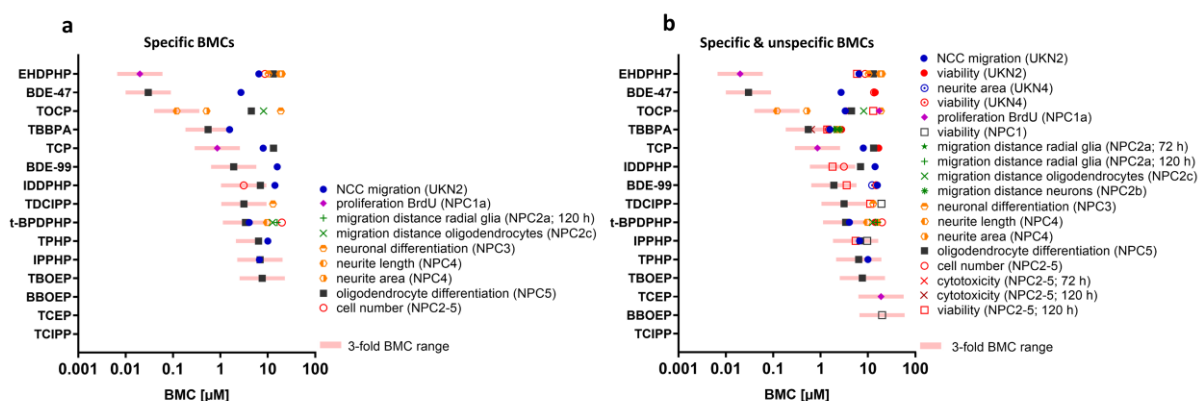 a
Specific BMCs
EHDPHP
BDE-47
TOCP
TBBPA
TCP
BDE-99
IDDPHP
TDCIPP
t-BPDPHP
TPHP
IPPHP
TBOEP
BBOEP
TCEP
TCIPP
0.001 0.01 0.1 1 10 100
BMC [µM]
NCC migration (UKN2)
proliferation BrdU (NPC1a)
migration distance radial glia (NPC2a; 120 h)
migration distance oligodendrocytes (NPC2c)
neuronal differentiation (NPC3)
neurite length (NPC4)
neurite area (NPC4)
oligodendrocyte differentiation (NPC5)
cell number (NPC2-5)
3-fold BMC range
b
Specific & unspecific BMCs
EHDPHP
BDE-47
TOCP
TBBPA
TCP
IDDPHP
BDE-99
TDCIPP
t-BPDPHP
IPPHP
TPHP
TBOEP
TCEP
BBOEP
TCIPP
0.001 0.01 0.1 1 10 100
BMC [µM]
NCC migration (UKN2)
viability (UKN2)
neurite area (UKN4)
viability (UKN4)
proliferation BrdU (NPC1a)
viability (NPC1)
migration distance radial glia (NPC2a; 72 h)
migration distance radial glia (NPC2a; 120 h)
migration distance oligodendrocytes (NPC2c)
migration distance neurons (NPC2b)
neuronal differentiation (NPC3)
neurite length (NPC4)
neurite area (NPC4)
oligodendrocyte differentiation (NPC5)
cell number (NPC2-5)
cytotoxicity (NPC2-5; 72 h)
cytotoxicity (NPC2-5; 120 h)
viability (NPC2-5; 120 h)
3-fold BMC range